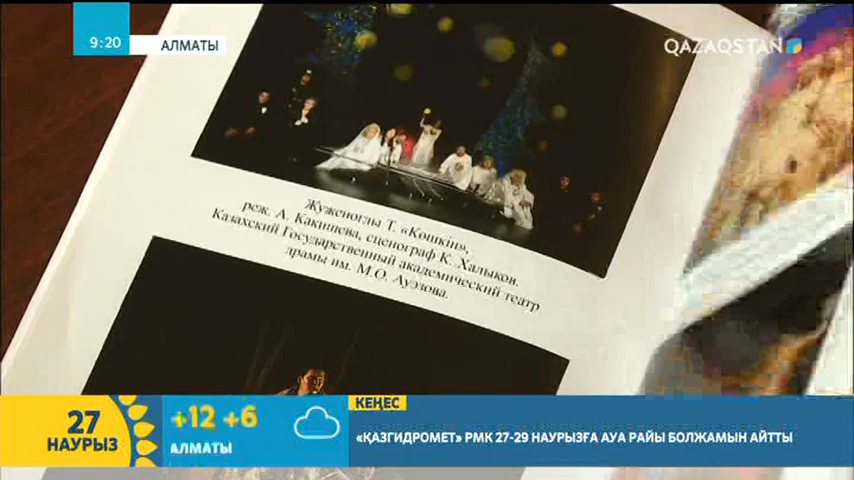 9:20
АЛМАТЫ
QAZAQSTAN
Жуженоглы Т. «Көшкін»,
реж. А. Какишева, сценограф К. Халыков.
Казахский Государственный академический театр
драмы им. М.О. Ауэзова.
27
НАУРЫЗ
+12 +6
АЛМАТЫ
КЕҢЕС
«ҚАЗГИДРОМЕТ» РМК 27-29 НАУРЫЗҒА АУА РАЙЫ БОЛЖАМЫН АЙТТЫ